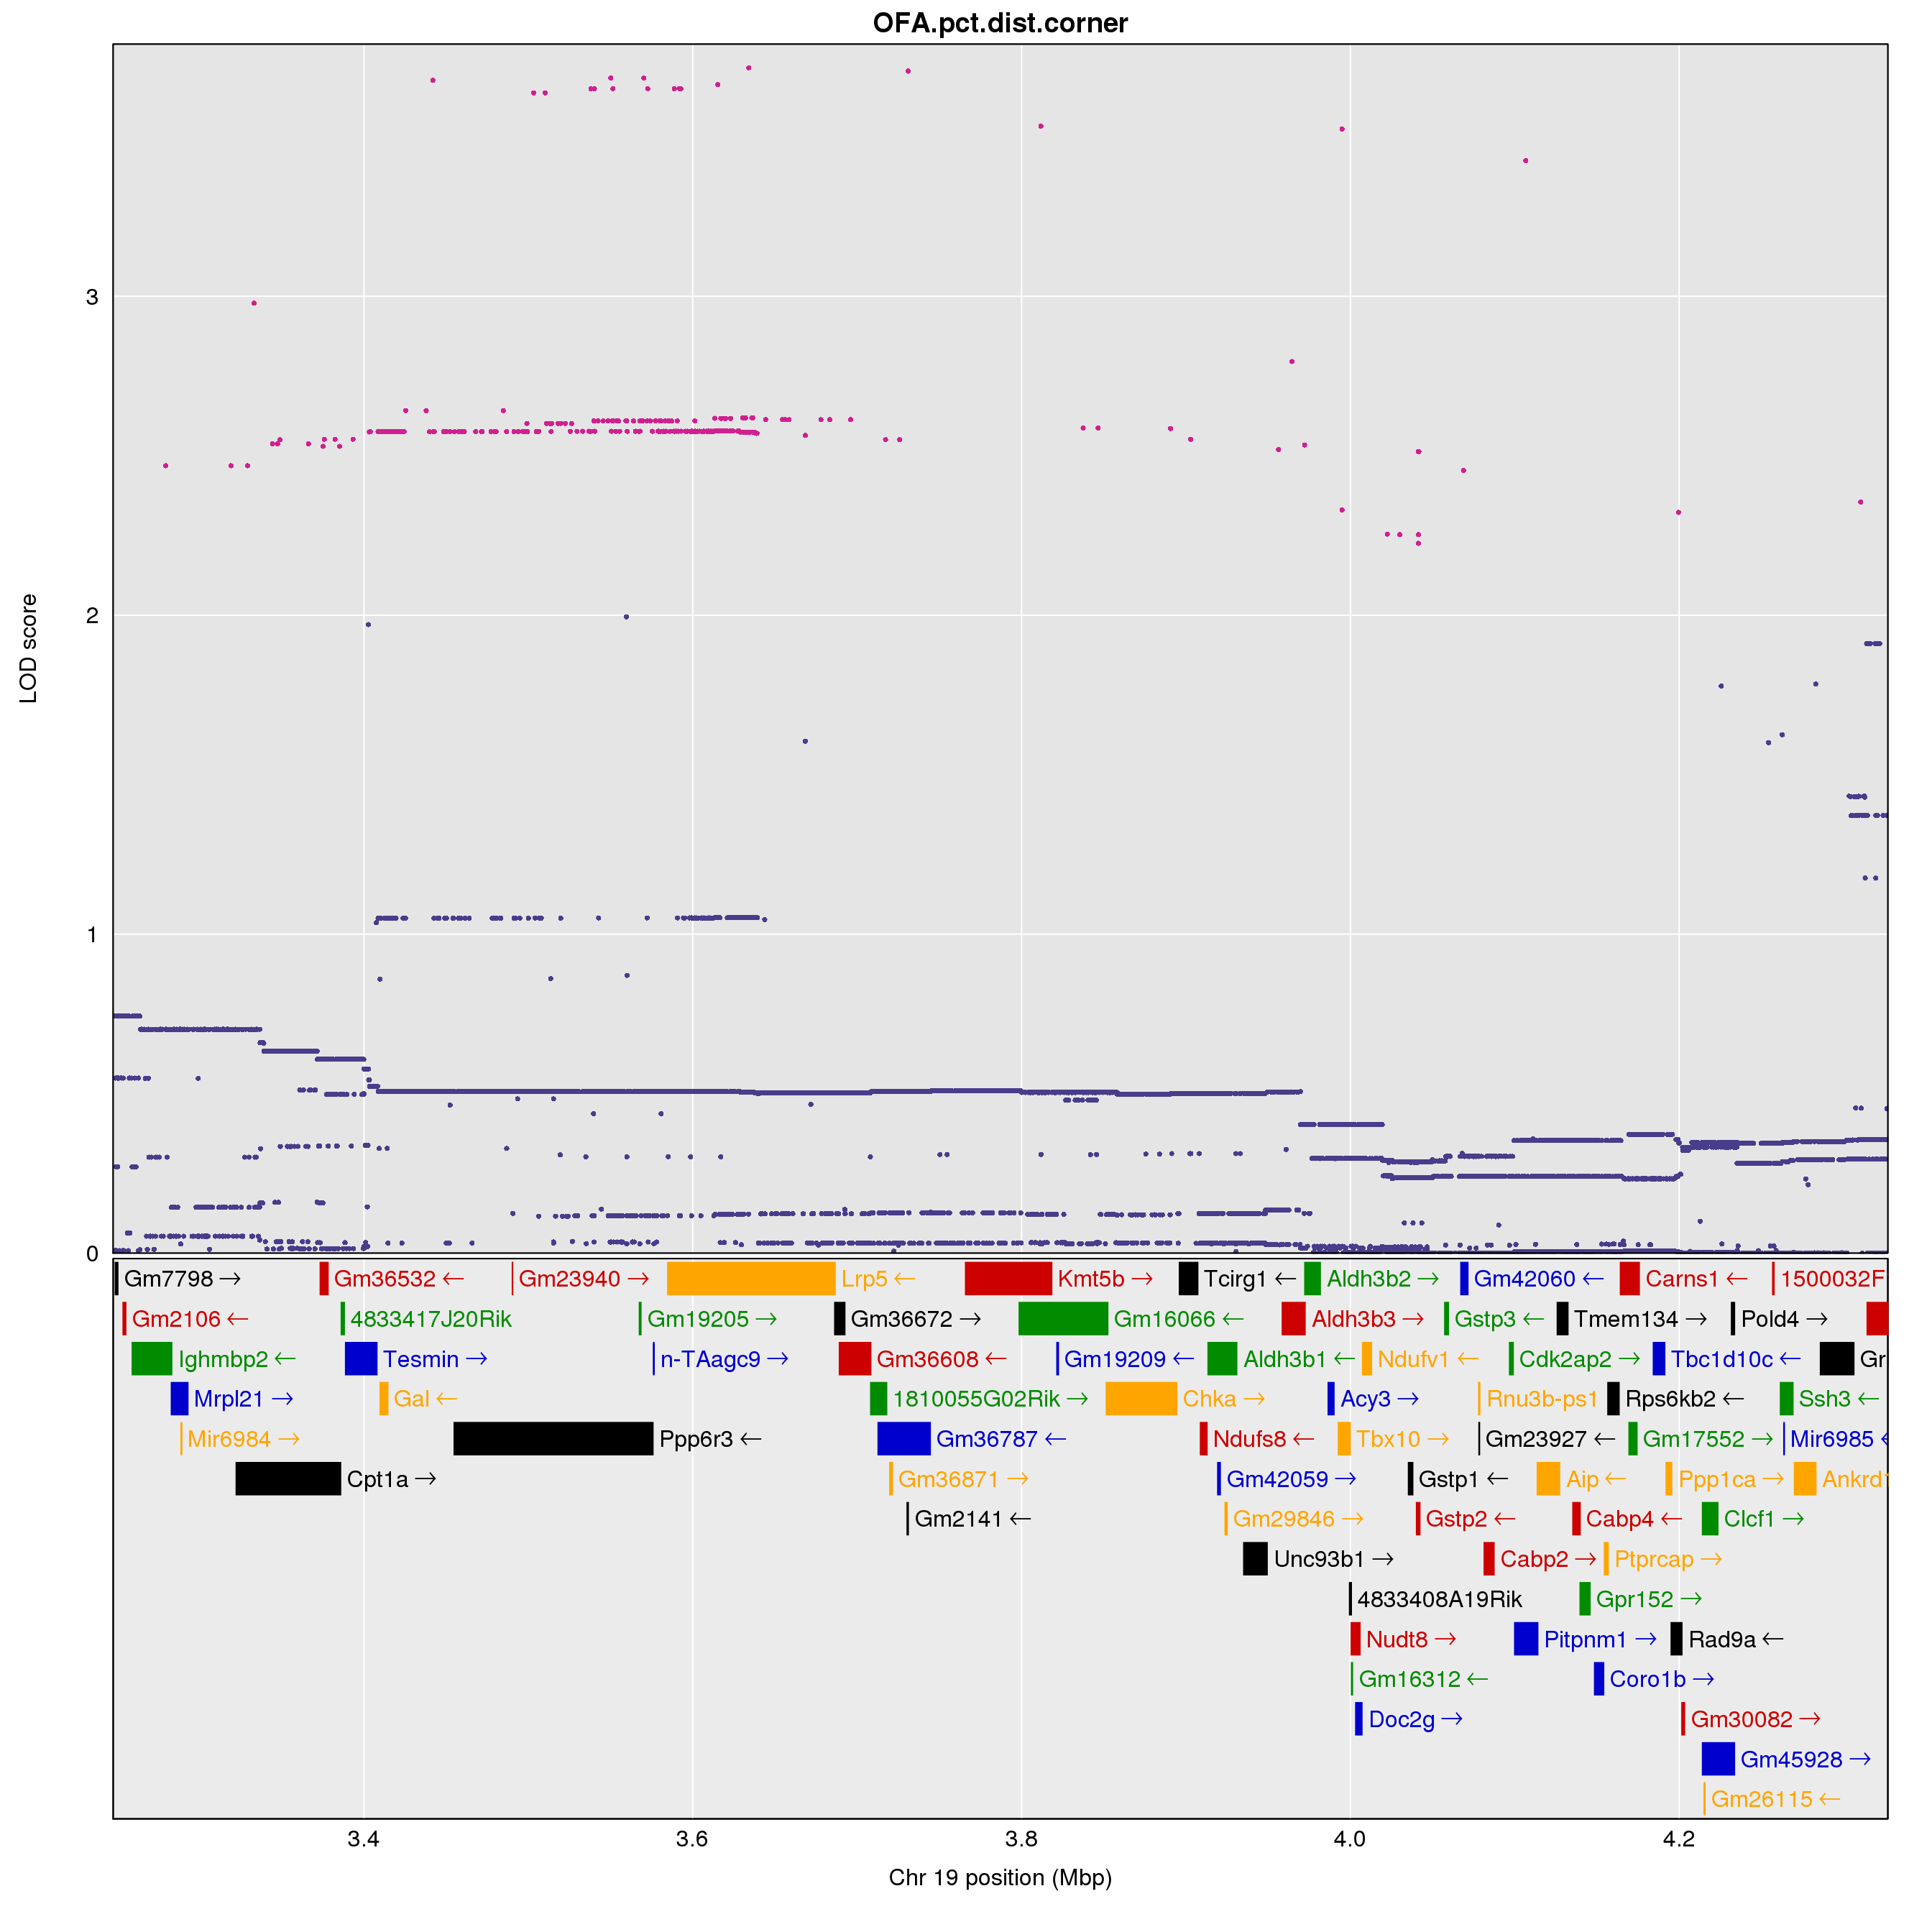 OFA.pct.dist.corner
LOD score
3
2
1
0
Gm7798 → Gm36532 ← Gm23940 → Lrp5 ← Kmt5b → Tcirg1 ← Aldh3b2 → Gm42060 ← Carns1 ← 1500032F
Gm2106 ← 4833417J20Rik Gm19205 → Gm36672 → Gm16066 ← Aldh3b3 → Gstp3 ← Tmem134 → Pold4 →
Ighmbp2 ← Tesmin → n-TAagc9 → Gm36608 ← Gm19209 ← Aldh3b1 ← Ndufv1 ← Cdk2ap2 → Tbc1d10c ← Gr
Mrpl21 → Gal ← 1810055G02Rik → Chka → Acy3 → Rnu3b-ps1 Rps6kb2 ← Ssh3 ←
Mir6984 → Ppp6r3 ← Gm36787 ← Ndufs8 ← Tbx10 → Gm23927 ← Gm17552 → Mir6985 ←
Cpt1a → Gm36871 → Gm42059 → Gstp1 ← Aip ← Ppp1ca → Ankrd
Gm2141 ← Gm29846 → Gstp2 ← Cabp4 ← Clcf1 →
Unc93b1 → Cabp2 → Ptprcap →
4833408A19Rik Gpr152 →
Nudt8 → Pitpnm1 → Rad9a ←
Gm16312 ← Coro1b →
Doc2g → Gm30082 →
Gm45928 →
Gm26115 ←
3.4 3.6 3.8 4.0 4.2
Chr 19 position (Mbp)